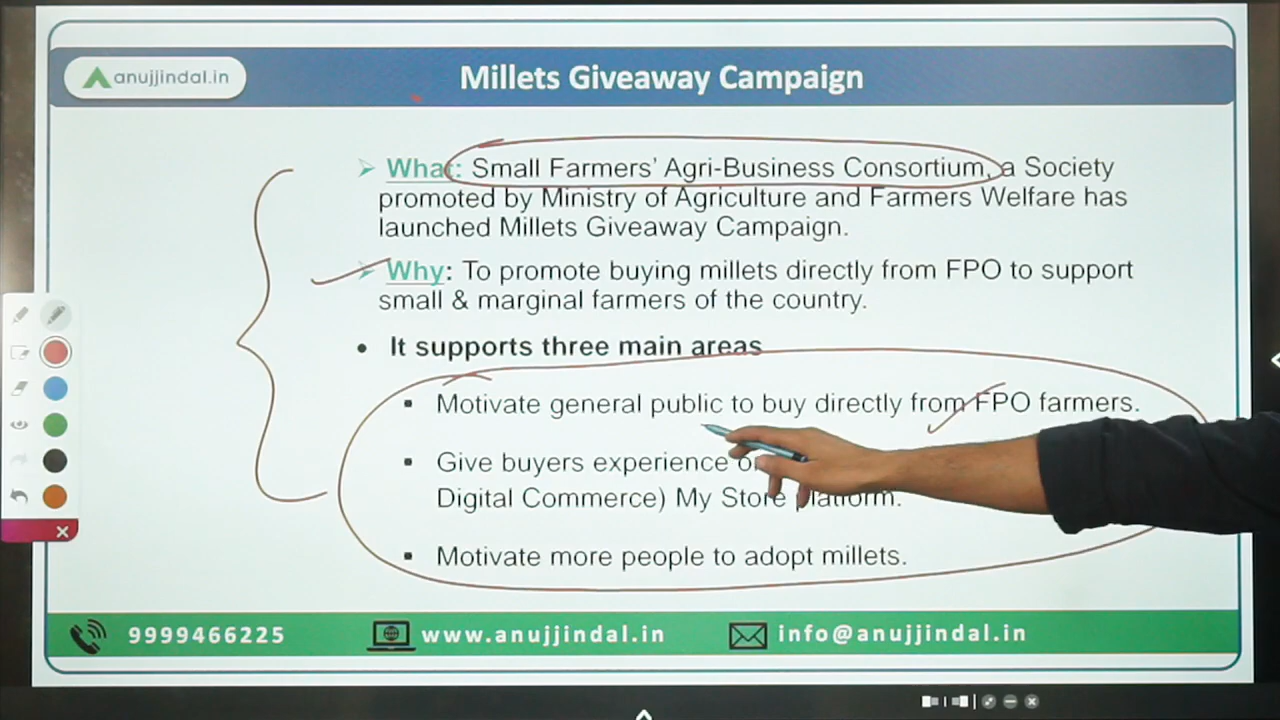 anujjindal.in
Millets Giveaway Campaign
What: Small Farmers' Agri-Business Consortium, a Society
promoted by Ministry of Agriculture and Farmers Welfare has
launched Millets Giveaway Campaign.
Why: To promote buying millets directly from FPO to support
small & marginal farmers of the country.
It supports three main areas
Motivate general public to buy directly from FPO farmers.
Give buyers experience
Digital Commerce) My Store platform.
Motivate more people to adopt millets.
9999466225 www.anujjindal.in info@anujjindal.in